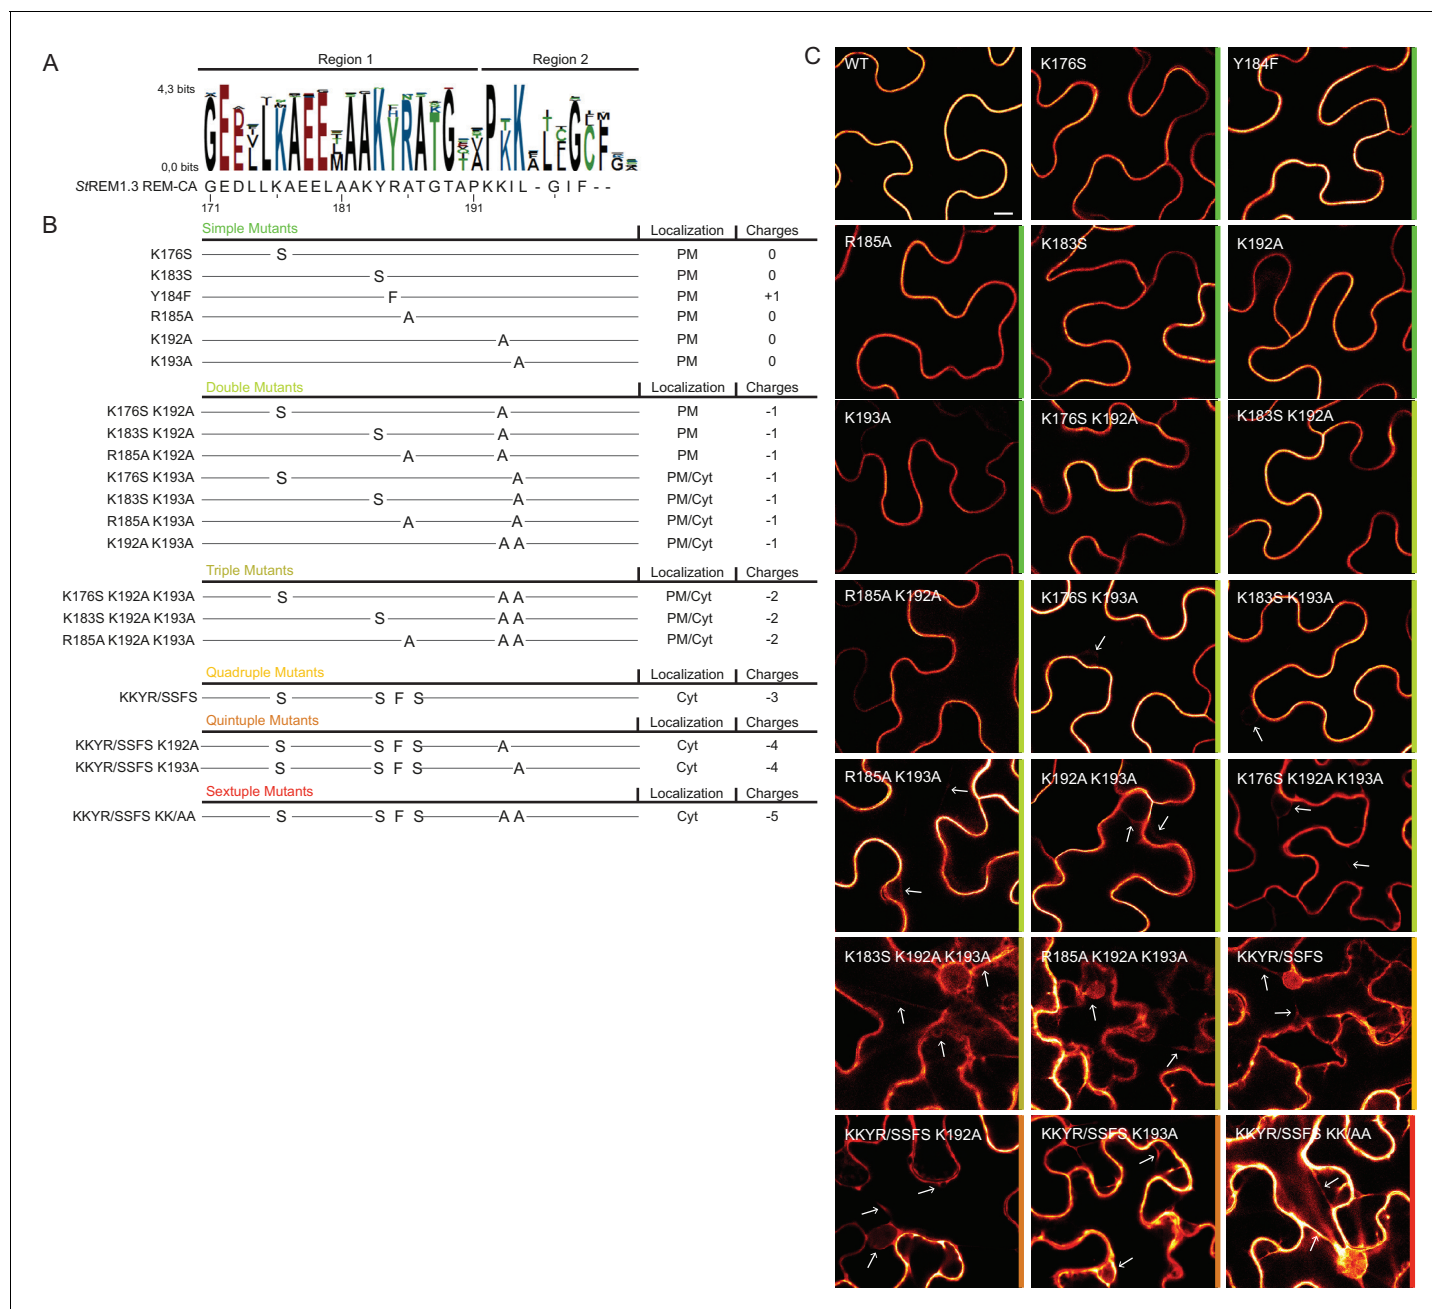 A
Region 1
Region 2
4,3 bits
0,0 bits
StREM1.3 REM-CA
GEDLLKAEELAAKYRATGTAPKKIL-GIF--
171
181
191
B
Simple Mutants Localization Charges
K176S S PM 0
K183S S PM 0
Y184F F PM +1
R185A A PM 0
K192A A PM 0
K193A A PM 0
Double Mutants Localization Charges
K176S K192A S A PM -1
K183S K192A S A PM -1
R185A K192A A A PM -1
K176S K193A S A PM/Cyt -1
K183S K193A S A PM/Cyt -1
R185A K193A A A PM/Cyt -1
K192A K193A A A PM/Cyt -1
Triple Mutants Localization Charges
K176S K192A K193A S A A PM/Cyt -2
K183S K192A K193A S A A PM/Cyt -2
R185A K192A K193A A A A PM/Cyt -2
Quadruple Mutants Localization Charges
KKYR/SSFS S S F S Cyt -3
Quintuple Mutants Localization Charges
KKYR/SSFS K192A S S F S A Cyt -4
KKYR/SSFS K193A S S F S A Cyt -4
Sextuple Mutants Localization Charges
KKYR/SSFS KK/AA S S F S A A Cyt -5
C
WT
K176S
Y184F
R185A
K183S
K192A
K193A
K176S K192A
K183S K192A
R185A K192A
K176S K193A
K183S K193A
R185A K193A
K192A K193A
K176S K192A K193A
K183S K192A K193A
R185A K192A K193A
KKYR/SSFS
KKYR/SSFS K192A
KKYR/SSFS K193A
KKYR/SSFS KK/AA